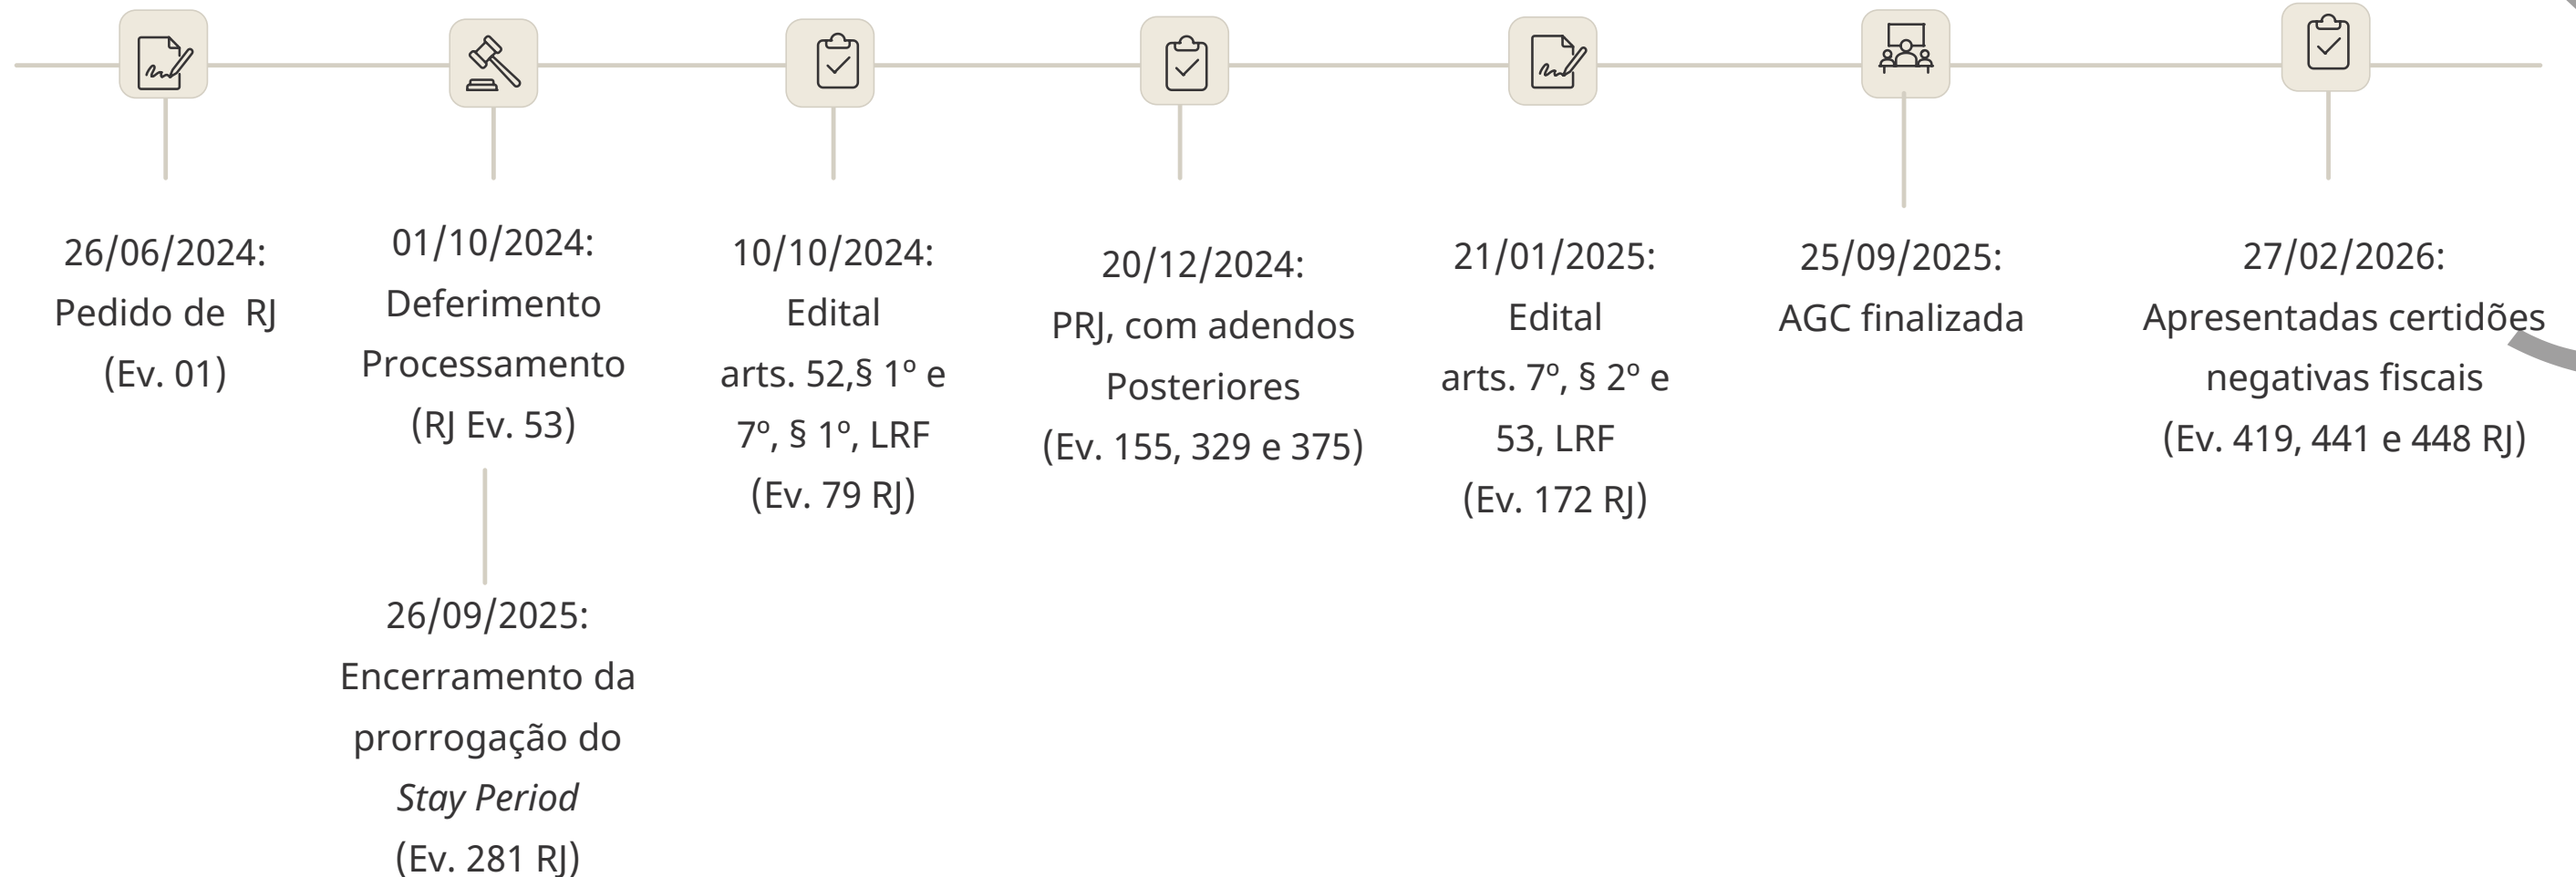 26/06/2024:
Pedido de  RJ
(Ev. 01)
01/10/2024:
Deferimento
Processamento
(RJ Ev. 53)
26/09/2025:
Encerramento da
prorrogação do
Stay Period
(Ev. 281 RJ)
10/10/2024:
Edital
arts. 52,§ 1º e
7º, § 1º, LRF
(Ev. 79 RJ)
20/12/2024:
PRJ, com adendos
Posteriores
(Ev. 155, 329 e 375)
21/01/2025:
Edital
arts. 7º, § 2º e
53, LRF
(Ev. 172 RJ)
25/09/2025:
AGC finalizada
27/02/2026:
Apresentadas certidões
negativas fiscais
(Ev. 419, 441 e 448 RJ)